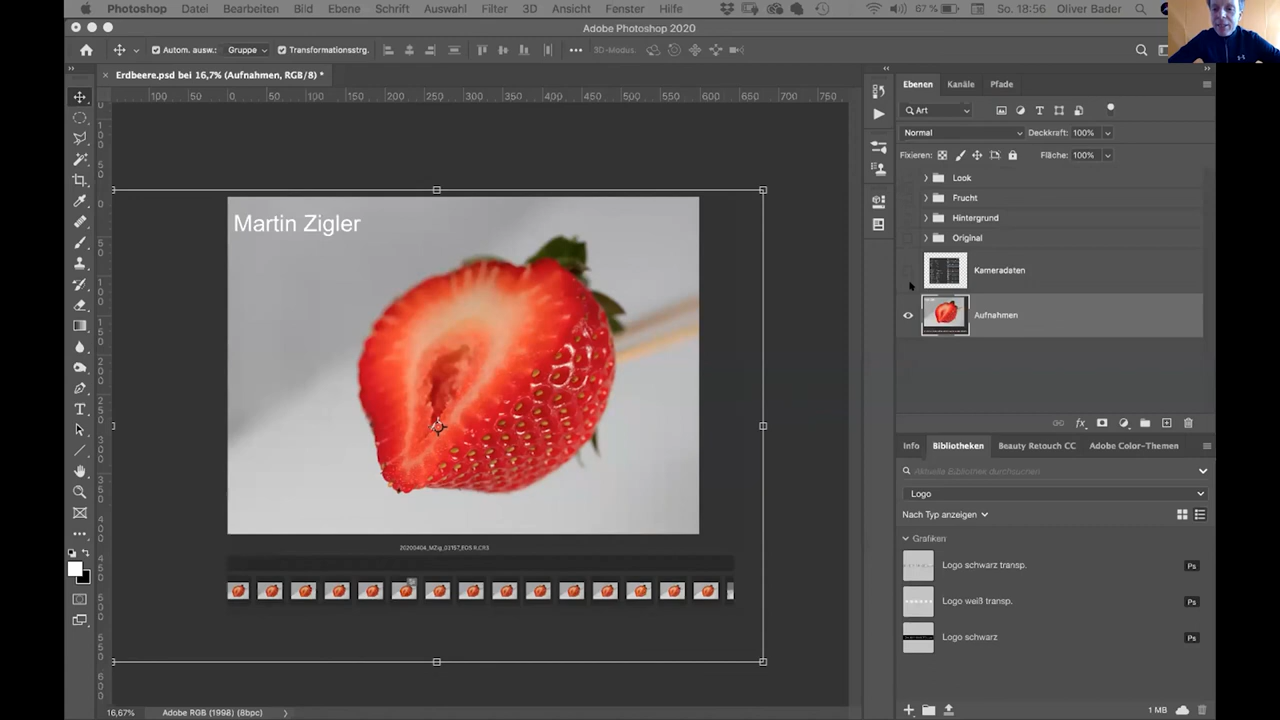 Photoshop Datei Bearbeiten Bild Ebene Schrift Auswahl Filter 3D Ansicht Fenster Hilfe 67 % So. 18:56 Oliver Bader
Adobe Photoshop 2020
Autom. ausw.: Gruppe Transformationsstrg. 3D-Modus:
× Erdbeere.psd bei 16,7% (Aufnahmen, RGB/8) *
100 50 0 50 100 150 200 250 300 350 400 450 500 550 600 650 700 750
Ebenen Kanäle Pfade
Art
Normal Deckkraft: 100%
Fixieren: Fläche: 100%
Look
Frucht
Hintergrund
Original
Kameradaten
Aufnahmen
Martin Zigler
Info Bibliotheken Beauty Retouch CC Adobe Color-Themen
Aktuelle Bibliothek durchsuchen
Logo
Nach Typ anzeigen
Grafiken
Logo schwarz transp. Ps
Logo weiß transp. Ps
Logo schwarz Ps
16,67% Adobe RGB (1998) (8bpc)
1 MB